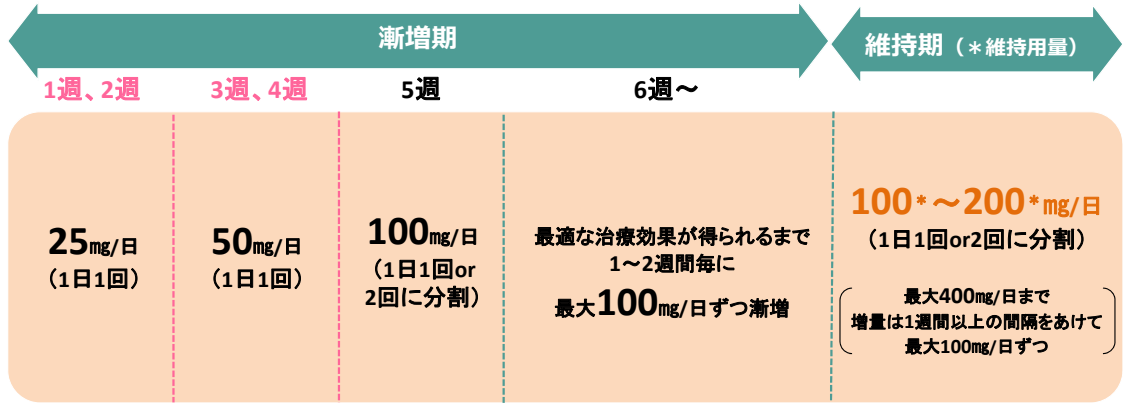 漸増期
維持期（＊維持用量）
1週、2週
3週、4週
5週
6週～
25㎎/日
（1日1回）
50㎎/日
（1日1回）
100㎎/日
（1日1回or
2回に分割）
最適な治療効果が得られるまで
1～2週間毎に
最大100㎎/日ずつ漸増
100*～200*㎎/日
（1日1回or2回に分割）
最大400㎎/日まで
増量は1週間以上の間隔をあけて
最大100㎎/日ずつ